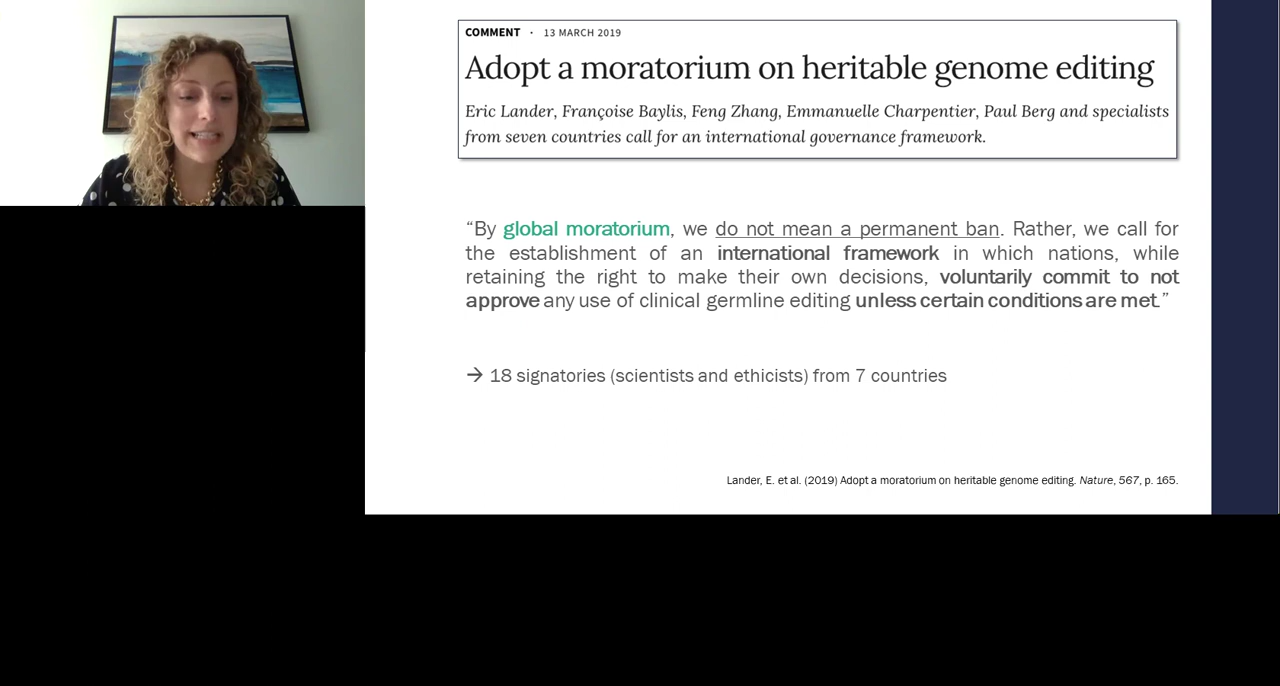 COMMENT · 13 MARCH 2019
Adopt a moratorium on heritable genome editing
Eric Lander, Françoise Baylis, Feng Zhang, Emmanuelle Charpentier, Paul Berg and specialists
from seven countries call for an international governance framework.
“By global moratorium, we do not mean a permanent ban. Rather, we call for
the establishment of an international framework in which nations, while
retaining the right to make their own decisions, voluntarily commit to not
approve any use of clinical germline editing unless certain conditions are met.”
→ 18 signatories (scientists and ethicists) from 7 countries
Lander, E. et al. (2019) Adopt a moratorium on heritable genome editing. Nature, 567, p. 165.